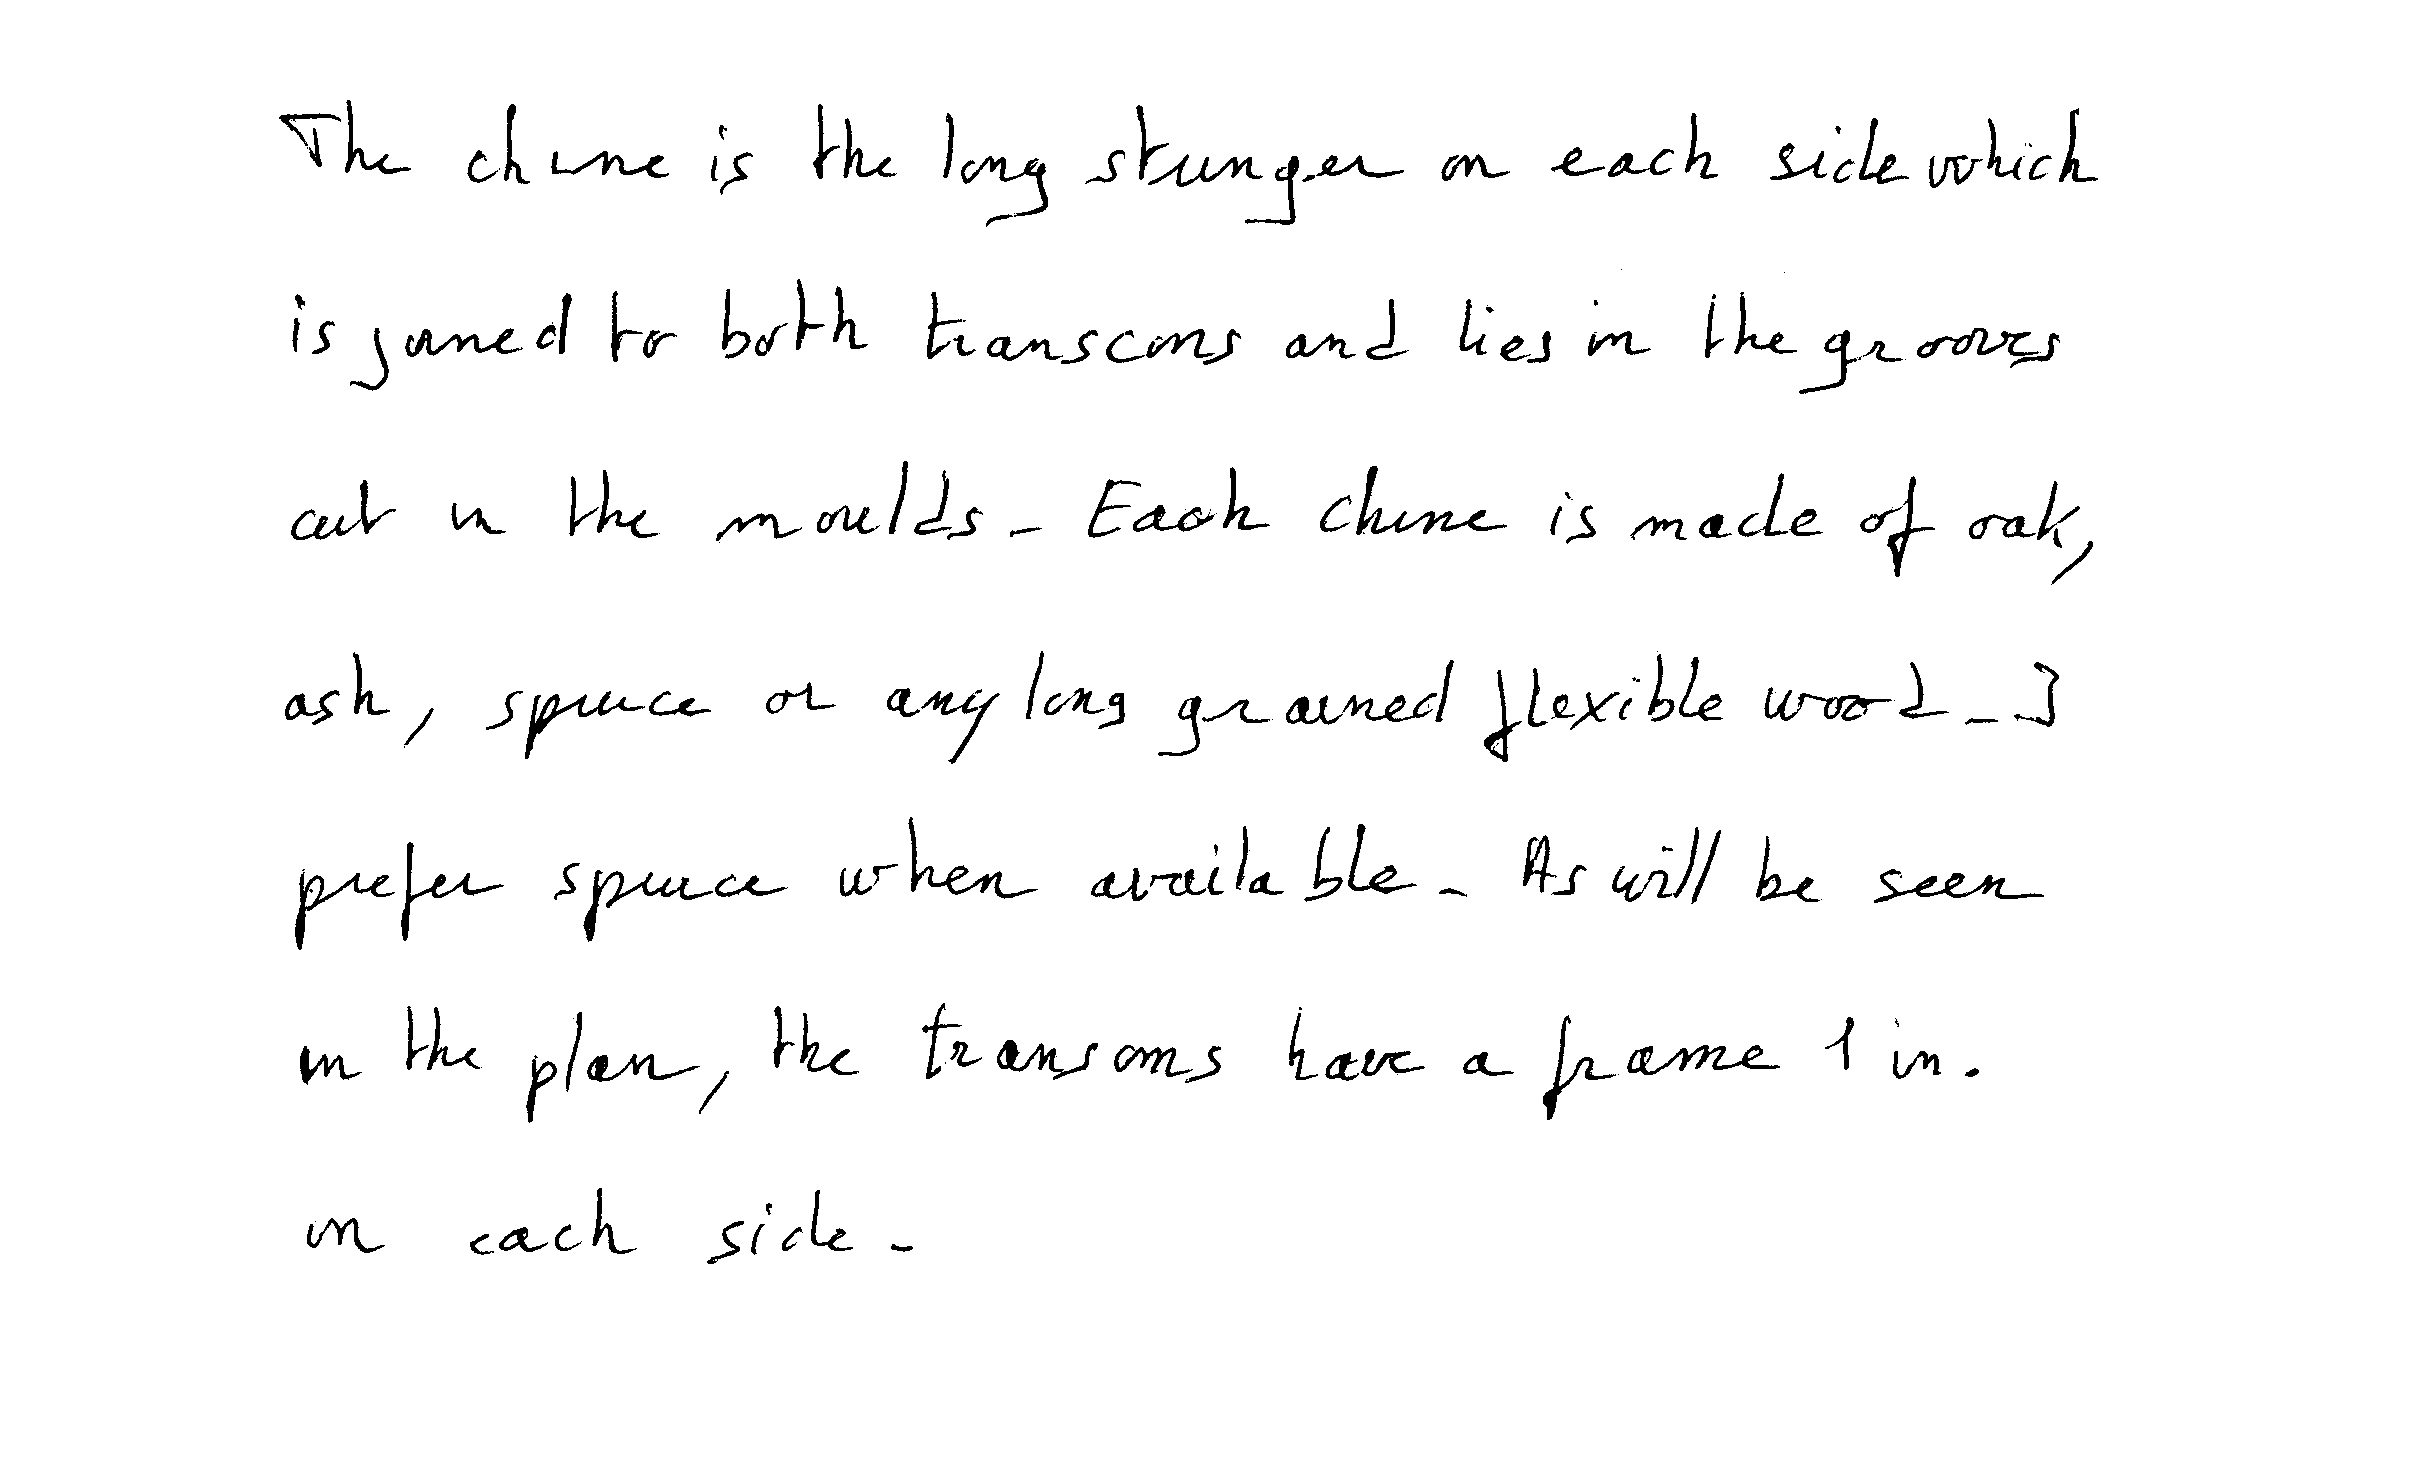 The chine is the long stringer on each side which
is joined to both transcoms and lies in the grooves
cut in the moulds. Each chine is made of oak,
ash, spruce or any long grained flexible wood. I
prefer spruce when available. As will be seen
in the plan, the transoms have a frame 1 in.
on each side.